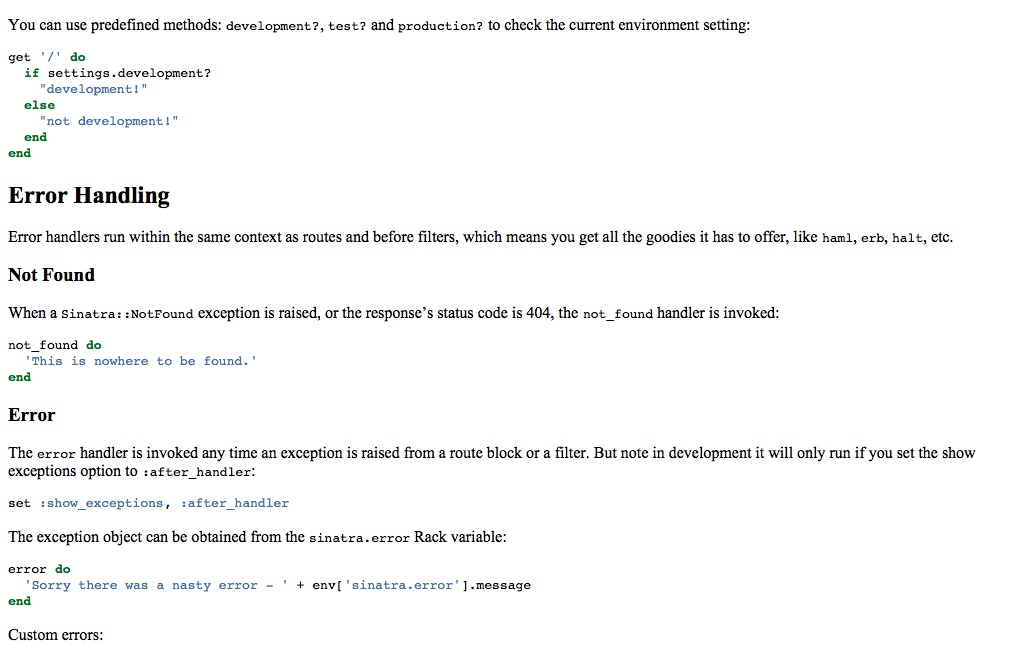 You can use predefined methods: development?, test? and production? to check the current environment setting:
get '/' do
  if settings.development?
    "development!"
  else
    "not development!"
  end
end
Error Handling
Error handlers run within the same context as routes and before filters, which means you get all the goodies it has to offer, like haml, erb, halt, etc.
Not Found
When a Sinatra::NotFound exception is raised, or the response’s status code is 404, the not_found handler is invoked:
not_found do
  'This is nowhere to be found.'
end
Error
The error handler is invoked any time an exception is raised from a route block or a filter. But note in development it will only run if you set the show
exceptions option to :after_handler:
set :show_exceptions, :after_handler
The exception object can be obtained from the sinatra.error Rack variable:
error do
  'Sorry there was a nasty error - ' + env['sinatra.error'].message
end
Custom errors: